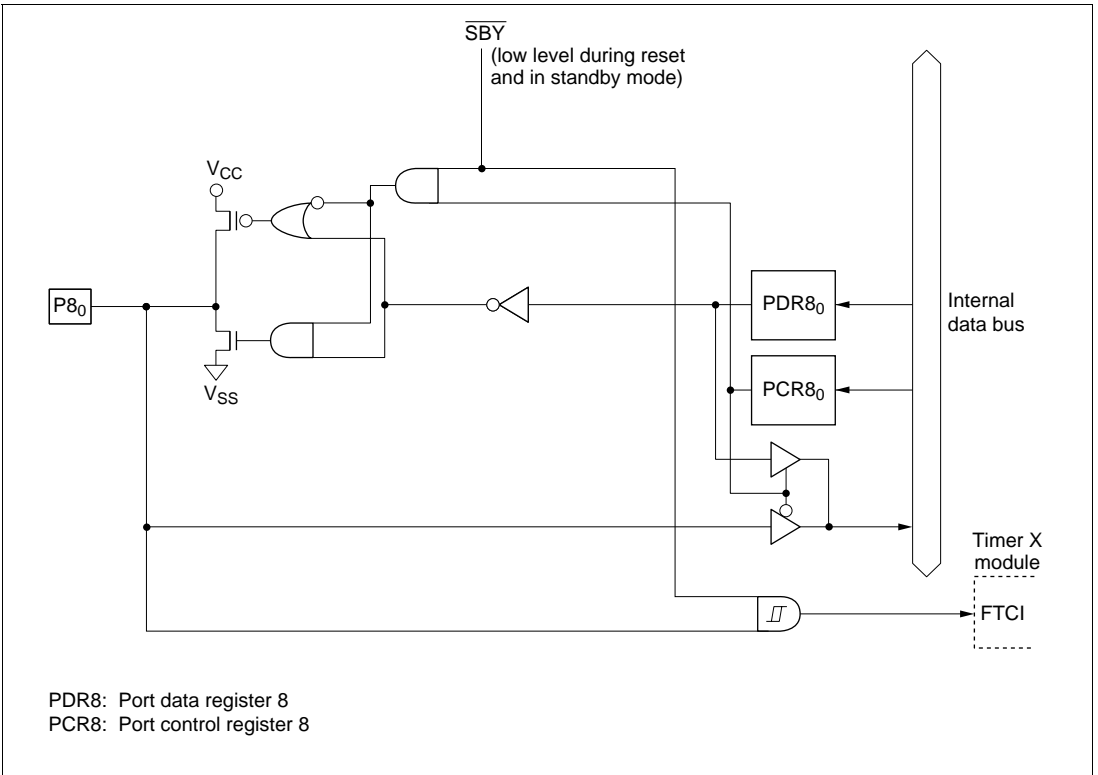 SBY
(low level during reset
and in standby mode)
VCC
P80
VSS
PDR80
PCR80
Internal
data bus
Timer X
module
FTCI
PDR8: Port data register 8
PCR8: Port control register 8